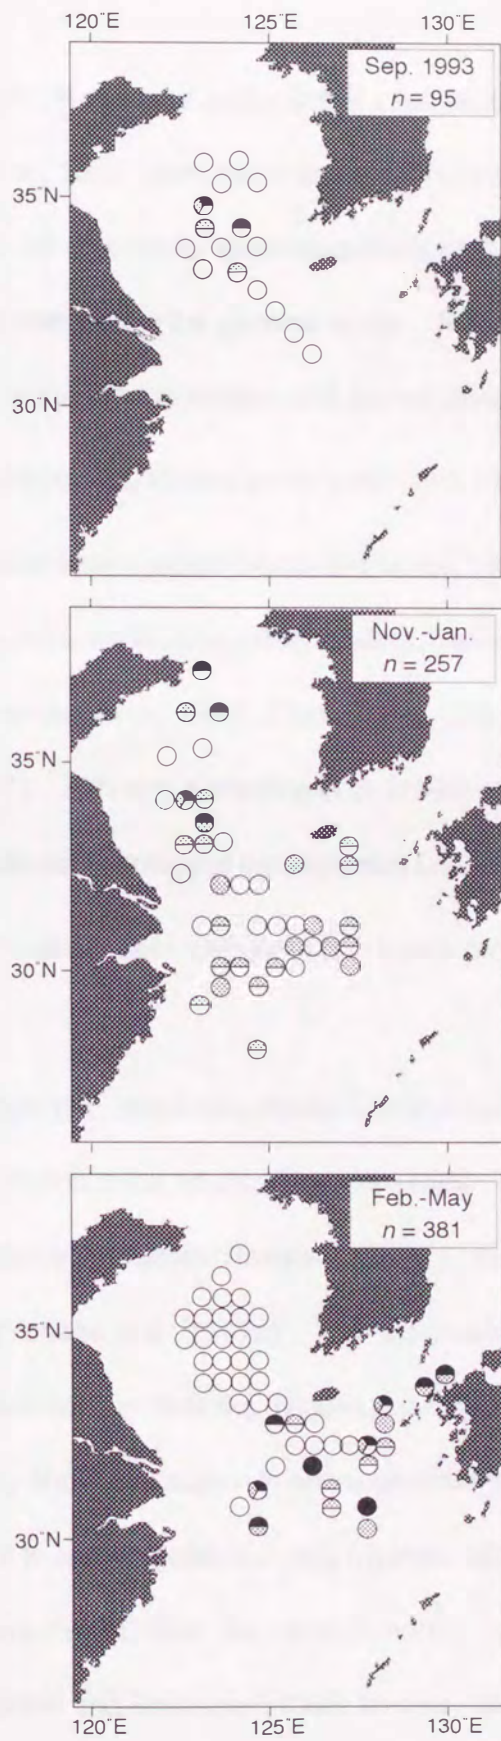 120°E 125°E 130°E
Sep. 1993
n = 95
35°N
30°N
Nov.-Jan.
n = 257
35°N
30°N
Feb.-May
n = 381
35°N
30°N
120°E 125°E 130°E